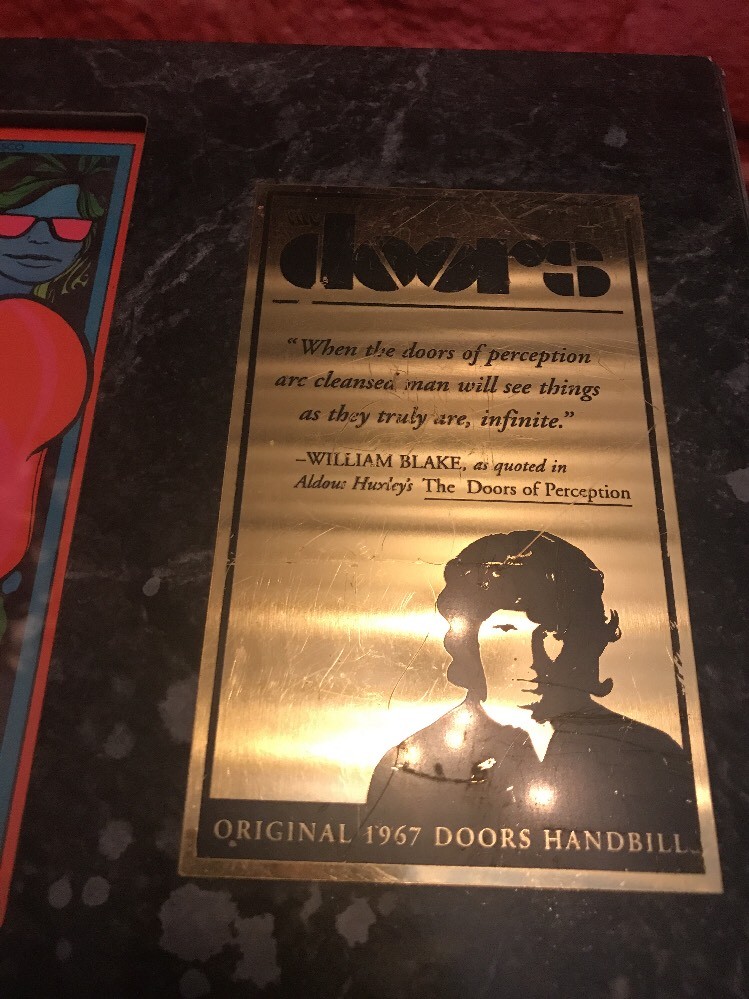 SCO
the
doors
“When the doors of perception
are cleansed man will see things
as they truly are, infinite.”
–WILLIAM BLAKE, as quoted in
Aldous Huxley's The Doors of Perception
ORIGINAL 1967 DOORS HANDBILL